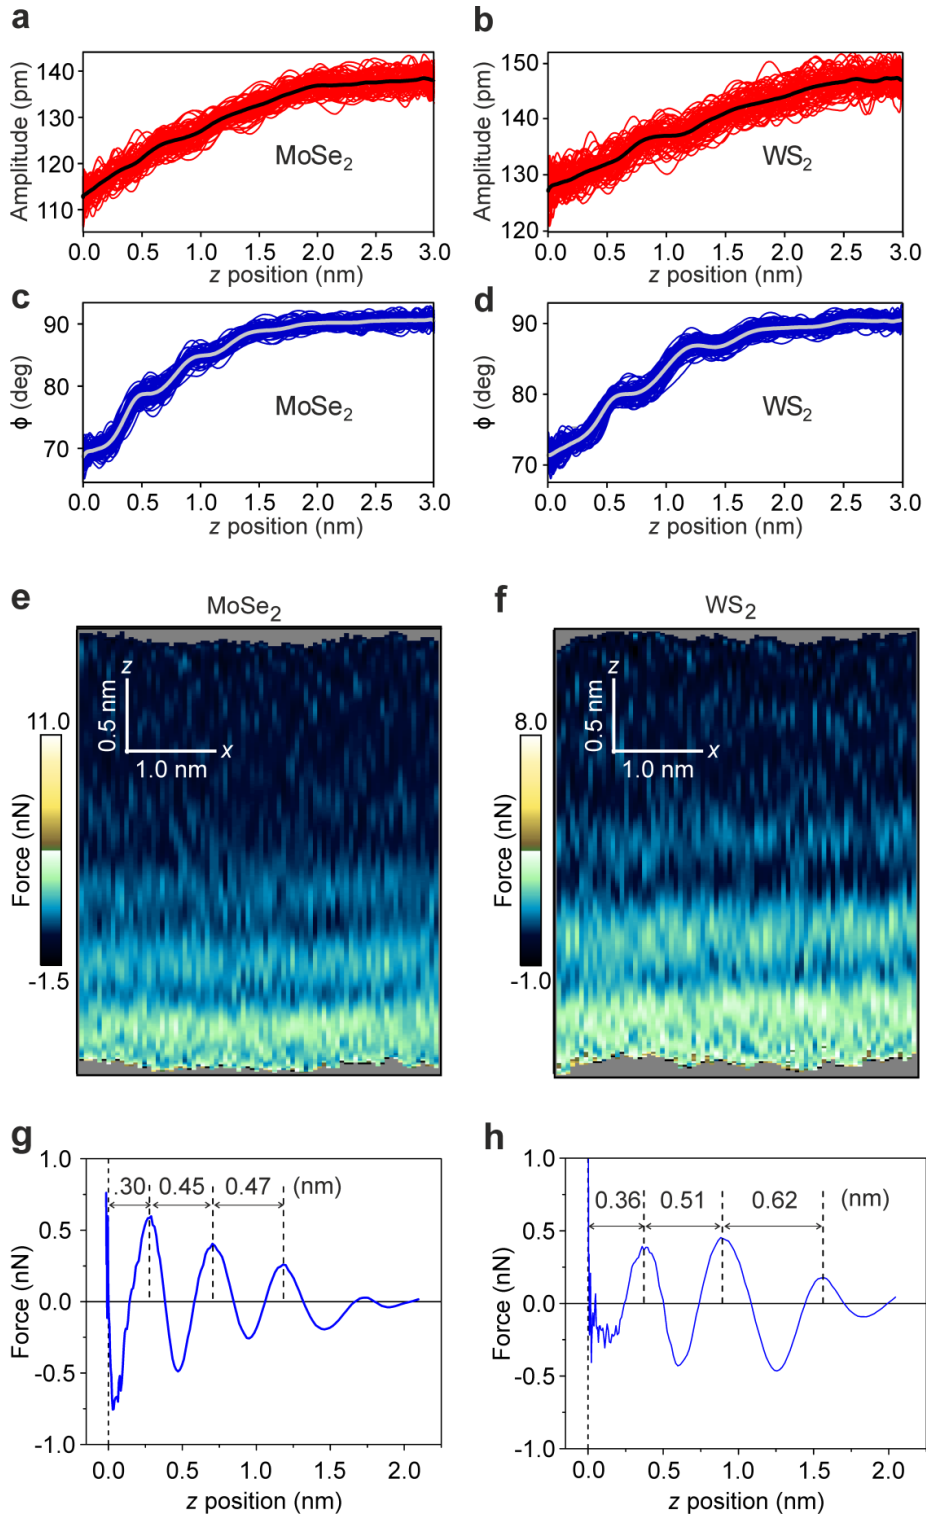 a
Amplitude (pm)
140
130
120
110
MoSe2
0.0 0.5 1.0 1.5 2.0 2.5 3.0
z position (nm)
b
Amplitude (pm)
150
140
130
120
WS2
0.0 0.5 1.0 1.5 2.0 2.5 3.0
z position (nm)
c
ϕ (deg)
90
80
70
MoSe2
0.0 0.5 1.0 1.5 2.0 2.5 3.0
z position (nm)
d
ϕ (deg)
90
80
70
WS2
0.0 0.5 1.0 1.5 2.0 2.5 3.0
z position (nm)
e
MoSe2
z
0.5 nm
x
1.0 nm
11.0
Force (nN)
-1.5
f
WS2
z
0.5 nm
x
1.0 nm
8.0
Force (nN)
-1.0
g
Force (nN)
1.0
0.5
0.0
-0.5
-1.0
.30 0.45 0.47 (nm)
0.0 0.5 1.0 1.5 2.0
z position (nm)
h
Force (nN)
1.0
0.5
0.0
-0.5
-1.0
0.36 0.51 0.62 (nm)
0.0 0.5 1.0 1.5 2.0
z position (nm)